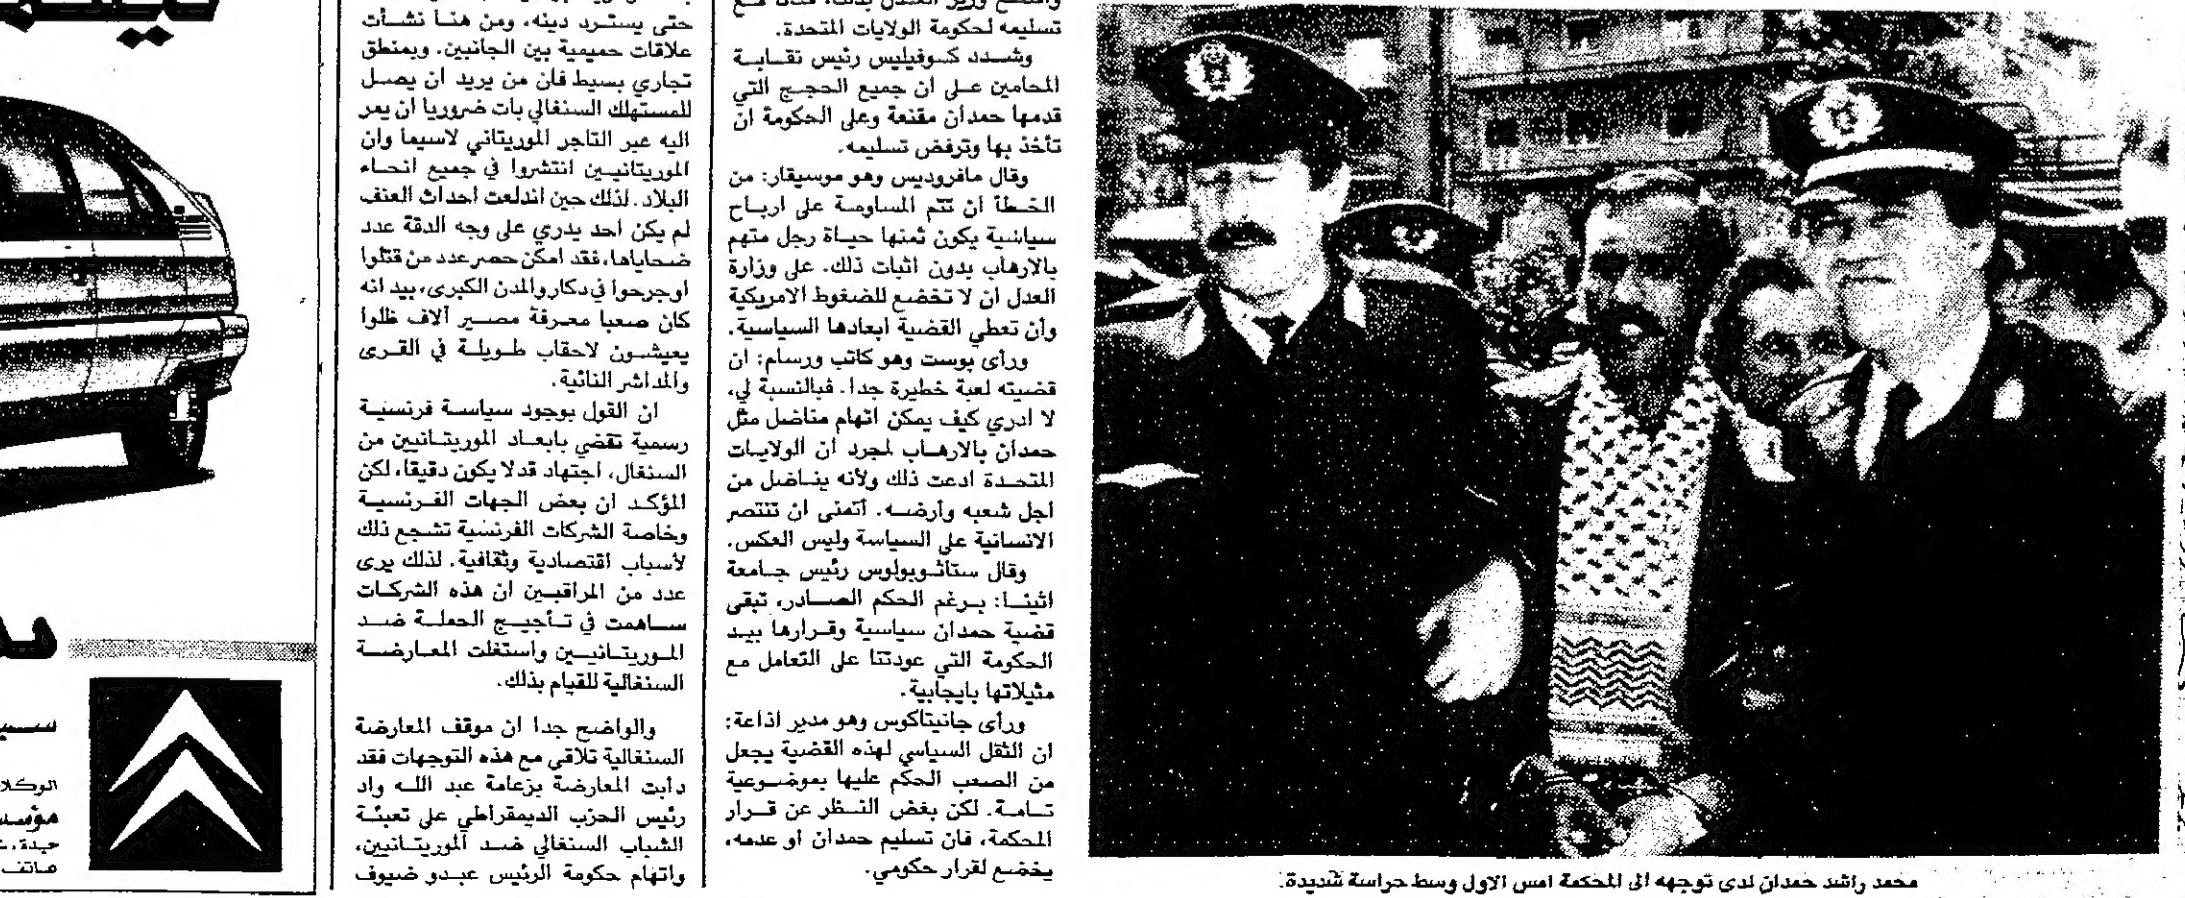 تسليمه لحكومة الولايات المتحدة.
وشدد كوفيليس رئيس نقابة
المحامين على ان جميع الحجج التي
قدمها حمدان مقنعة وعلى الحكومة ان
تأخذ بها وترفض تسليمه.
وقال مافروديس وهو موسيقار: من
الخطأ ان تتم المساومة على ارباح
سياسية يكون ثمنها حياة رجل متهم
بالارهاب بدون اثبات ذلك. على وزارة
العدل ان لا تخضع للضغوط الامريكية
وأن تعطي القضية ابعادها السياسية.
ورأى بوست وهو كاتب ورسام: ان
قضيته لعبة خطيرة جدا. فبالنسبة لي،
لا ادري كيف يمكن اتهام مناضل مثل
حمدان بالارهاب لمجرد أن الولايات
المتحدة ادعت ذلك ولأنه يناضل من
أجل شعبه وأرضه. أتمنى ان تنتصر
الانسانية على السياسة وليس العكس.
وقال ستاثوبولوس رئيس جامعة
اثينا: برغم الحكم الصادر، تبقى
قضية حمدان سياسية وقرارها بيد
الحكومة التي عودتنا على التعامل مع
مثيلاتها بايجابية.
ورأى جانيتاكوس وهو مدير اذاعة:
ان الثقل السياسي لهذه القضية يجعل
من الصعب الحكم عليها بموضوعية
تامة. لكن بغض النظر عن قرار
المحكمة، فان تسليم حمدان او عدمه،
يخضع لقرار حكومي.
محمد راشد حمدان لدى توجهه الى المحكمة امس الاول وسط حراسة شديدة.
حتى يسترد دينه، ومن هنا نشأت
علاقات حميمية بين الجانبين. وبمنطق
تجاري بسيط فان من يريد ان يصل
للمستهلك السنغالي بات ضروريا ان يمر
اليه عبر التاجر الموريتاني لاسيما وان
الموريتانيين انتشروا في جميع انحاء
البلاد. لذلك حين اندلعت احداث العنف
لم يكن احد يدري على وجه الدقة عدد
ضحاياها، فقد امكن حصر عدد من قتلوا
او جرحوا في دكار والمدن الكبرى، بيد انه
كان صعبا معرفة مصير آلاف ظلوا
يعيشون لاحقاب طويلة في القرى
والمداشر النائية.
ان القول بوجود سياسة فرنسية
رسمية تقضي بابعاد الموريتانيين من
السنغال، اجتهاد قد لا يكون دقيقا، لكن
المؤكد ان بعض الجهات الفرنسية
وخاصة الشركات الفرنسية تشجع ذلك
لأسباب اقتصادية وثقافية. لذلك يرى
عدد من المراقبين ان هذه الشركات
ساهمت في تأجيج الحملة ضد
الموريتانيين واستغلت المعارضة
السنغالية للقيام بذلك.
والواضح جدا ان موقف المعارضة
السنغالية تلاقي مع هذه التوجهات فقد
دأبت المعارضة بزعامة عبد الله واد
رئيس الحزب الديمقراطي على تعبئة
الشباب السنغالي ضد الموريتانيين،
واتهام حكومة الرئيس عبدو ضيوف